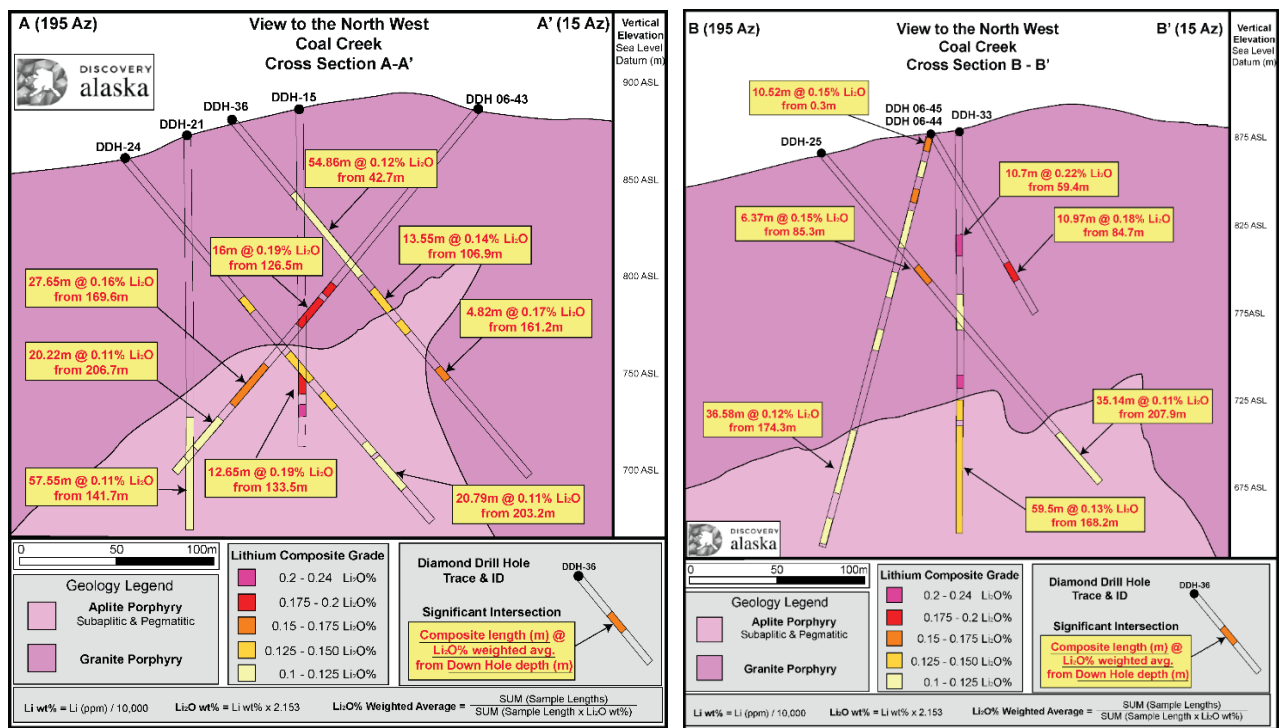 A (195 Az)
View to the North West
Coal Creek
Cross Section A-A'
A' (15 Az)
Vertical
Elevation
Sea Level
Datum (m)
DISCOVERY
alaska
900 ASL
850 ASL
800 ASL
750 ASL
700 ASL
DDH-24
DDH-21
DDH-36
DDH-15
DDH 06-43
54.86m @ 0.12% Li₂O
from 42.7m
16m @ 0.19% Li₂O
from 126.5m
13.55m @ 0.14% Li₂O
from 106.9m
27.65m @ 0.16% Li₂O
from 169.6m
4.82m @ 0.17% Li₂O
from 161.2m
20.22m @ 0.11% Li₂O
from 206.7m
57.55m @ 0.11% Li₂O
from 141.7m
12.65m @ 0.19% Li₂O
from 133.5m
20.79m @ 0.11% Li₂O
from 203.2m
0 50 100m
Geology Legend
Aplite Porphyry
Subaplitic & Pegmatitic
Granite Porphyry
Lithium Composite Grade
0.2 - 0.24 Li₂O%
0.175 - 0.2 Li₂O%
0.15 - 0.175 Li₂O%
0.125 - 0.150 Li₂O%
0.1 - 0.125 Li₂O%
Diamond Drill Hole
Trace & ID
DDH-36
Significant Intersection
Composite length (m) @
Li₂O% weighted avg.
from Down Hole depth (m)
Li wt% = Li (ppm) / 10,000 Li₂O wt% = Li wt% x 2.153 Li₂O% Weighted Average = SUM (Sample Lengths)
SUM (Sample Length x Li₂O wt%)
B (195 Az)
View to the North West
Coal Creek
Cross Section B - B'
B' (15 Az)
Vertical
Elevation
Sea Level
Datum (m)
875 ASL
825 ASL
775ASL
725 ASL
675 ASL
10.52m @ 0.15% Li₂O
from 0.3m
DDH 06-45
DDH 06-44
DDH-33
DDH-25
10.7m @ 0.22% Li₂O
from 59.4m
6.37m @ 0.15% Li₂O
from 85.3m
10.97m @ 0.18% Li₂O
from 84.7m
36.58m @ 0.12% Li₂O
from 174.3m
35.14m @ 0.11% Li₂O
from 207.9m
59.5m @ 0.13% Li₂O
from 168.2m
DISCOVERY
alaska
0 50 100m
Geology Legend
Aplite Porphyry
Subaplitic & Pegmatitic
Granite Porphyry
Lithium Composite Grade
0.2 - 0.24 Li₂O%
0.175 - 0.2 Li₂O%
0.15 - 0.175 Li₂O%
0.125 - 0.150 Li₂O%
0.1 - 0.125 Li₂O%
Diamond Drill Hole
Trace & ID
DDH-36
Significant Intersection
Composite length (m) @
Li₂O% weighted avg.
from Down Hole depth (m)
Li wt% = Li (ppm) / 10,000 Li₂O wt% = Li wt% x 2.153 Li₂O% Weighted Average = SUM (Sample Lengths)
SUM (Sample Length x Li₂O wt%)